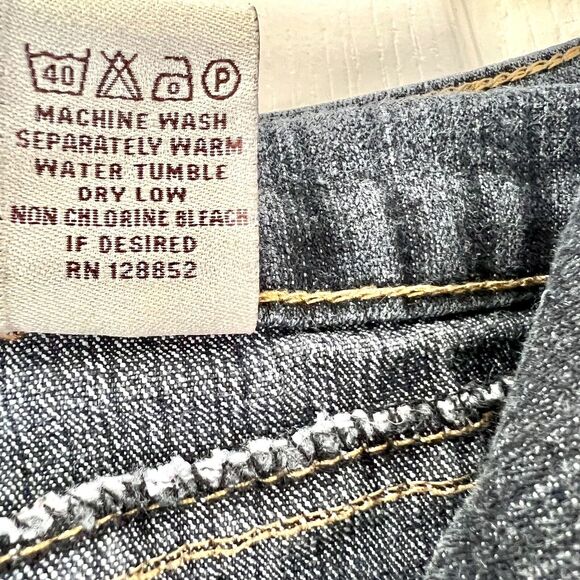 40 P
MACHINE WASH
SEPARATELY WARM
WATER TUMBLE
DRY LOW
NON CHLORINE BLEACH
IF DESIRED
RN 128852